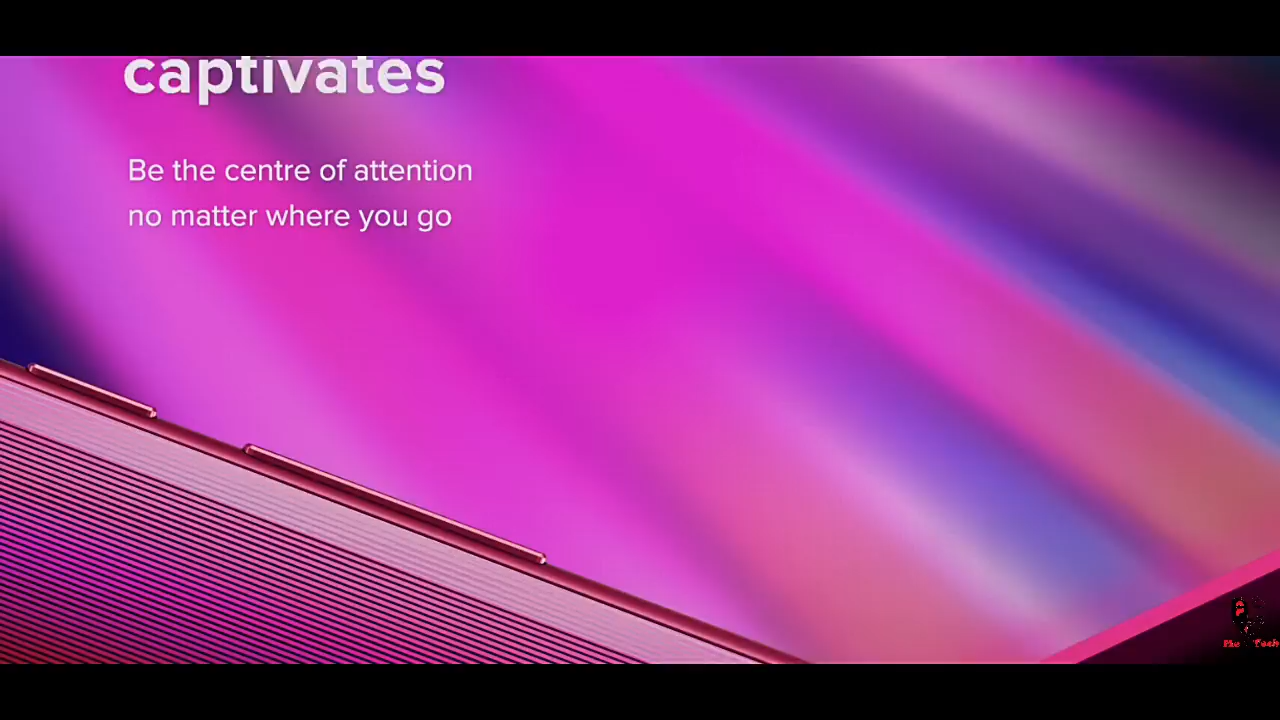 captivates
Be the centre of attention
no matter where you go